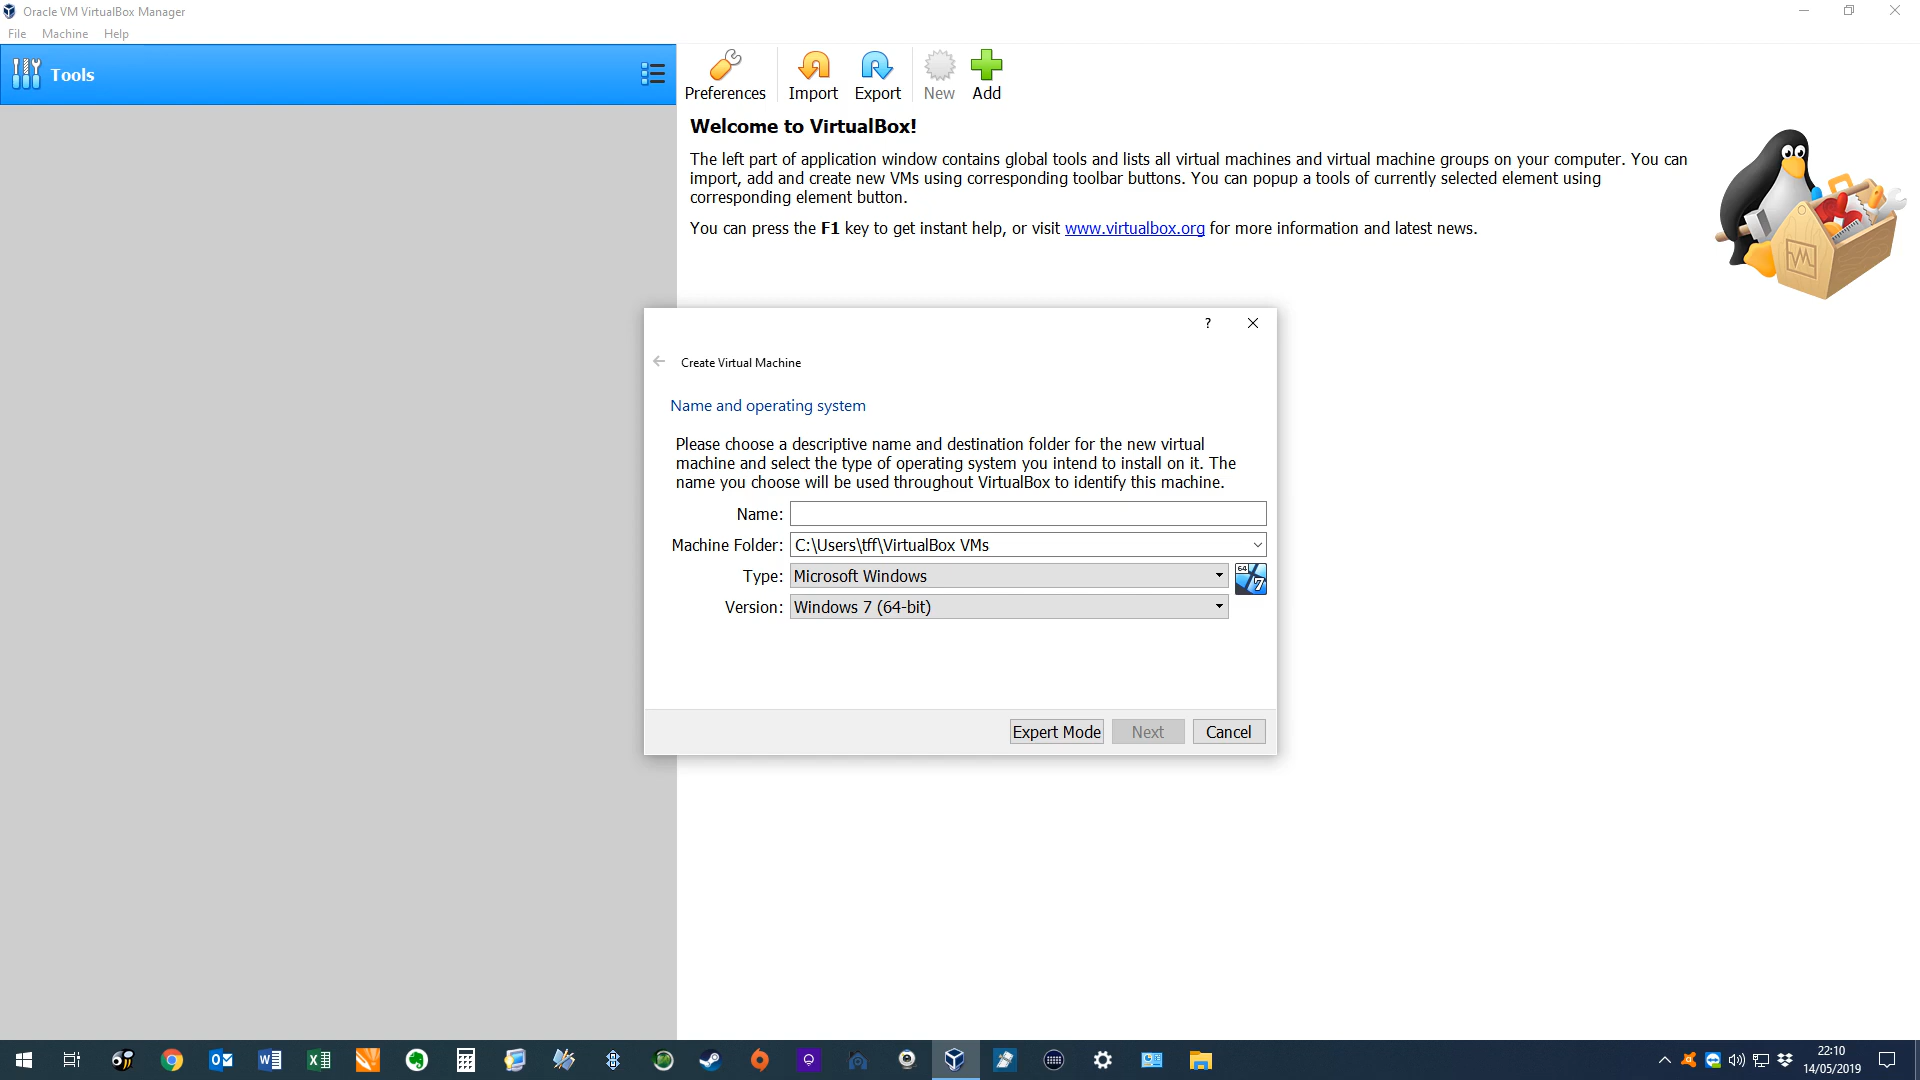 Oracle VM VirtualBox Manager
File Machine Help
Tools
Preferences Import Export New Add
Welcome to VirtualBox!
The left part of application window contains global tools and lists all virtual machines and virtual machine groups on your computer. You can
import, add and create new VMs using corresponding toolbar buttons. You can popup a tools of currently selected element using
corresponding element button.
You can press the F1 key to get instant help, or visit www.virtualbox.org for more information and latest news.
?
Create Virtual Machine
Name and operating system
Please choose a descriptive name and destination folder for the new virtual
machine and select the type of operating system you intend to install on it. The
name you choose will be used throughout VirtualBox to identify this machine.
Name:
Machine Folder: C:\Users\tff\VirtualBox VMs
Type: Microsoft Windows
64
7
Version: Windows 7 (64-bit)
Expert Mode Next Cancel
22:10
14/05/2019